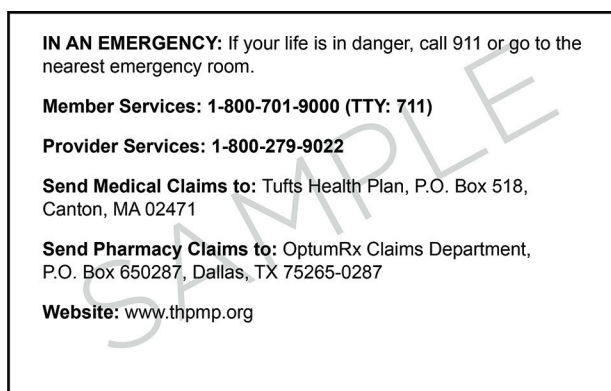 IN AN EMERGENCY: If your life is in danger, call 911 or go to the
nearest emergency room.
Member Services: 1-800-701-9000 (TTY: 711)
Provider Services: 1-800-279-9022
Send Medical Claims to: Tufts Health Plan, P.O. Box 518,
Canton, MA 02471
Send Pharmacy Claims to: OptumRx Claims Department,
P.O. Box 650287, Dallas, TX 75265-0287
Website: www.thpmp.org
SAMPLE